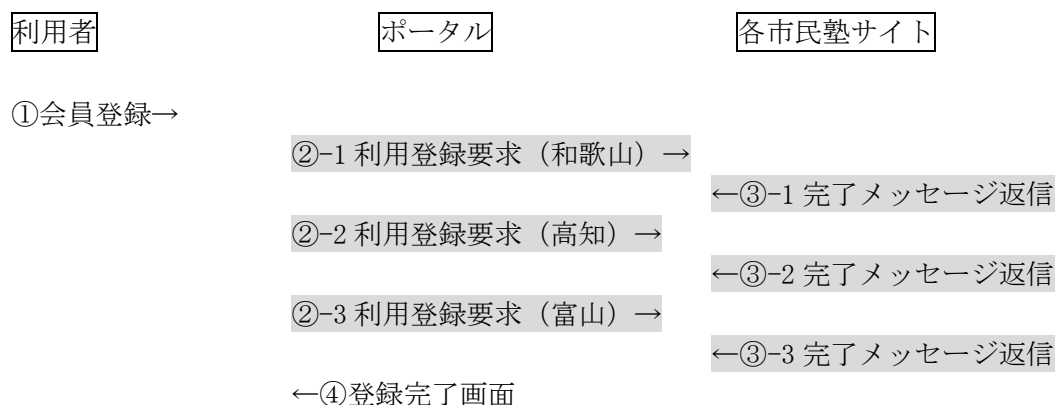 利用者 ポータル 各市民塾サイト
①会員登録→
②-1 利用登録要求（和歌山）→
←③-1 完了メッセージ返信
②-2 利用登録要求（高知）→
←③-2 完了メッセージ返信
②-3 利用登録要求（富山）→
←③-3 完了メッセージ返信
←④登録完了画面